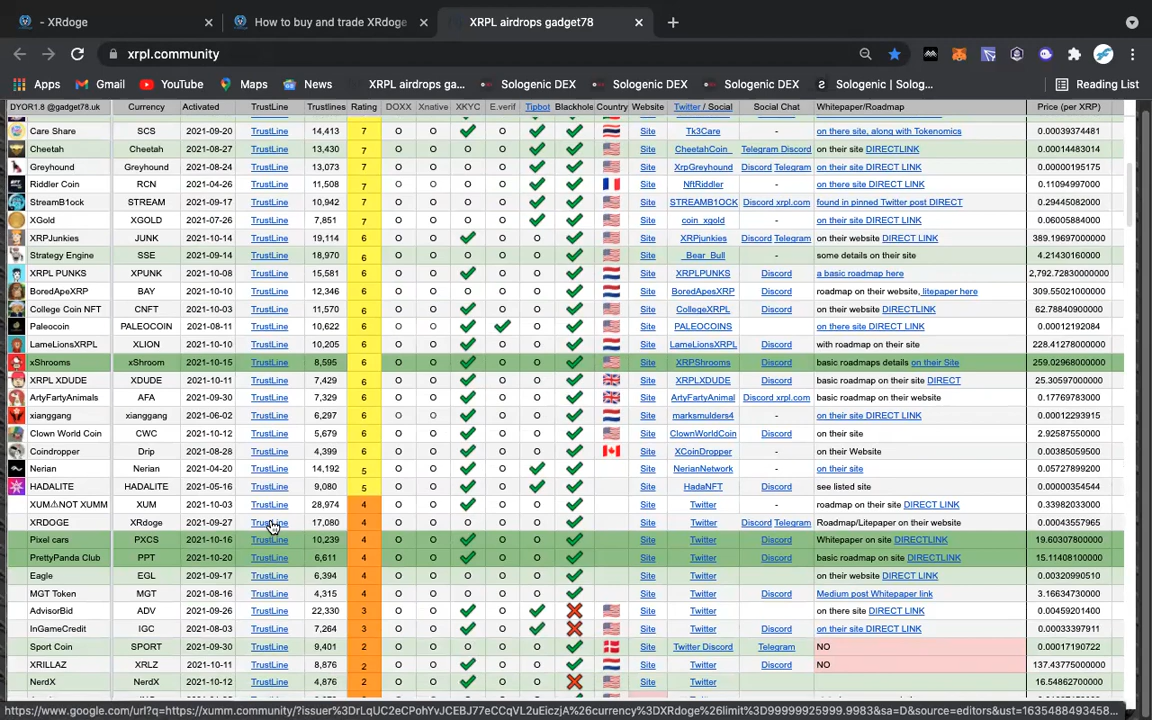 - XRdoge
How to buy and trade XRdoge
XRPL airdrops gadget78
xrpl.community
Apps Gmail YouTube Maps News XRPL airdrops ga... Sologenic DEX Sologenic DEX Sologenic DEX Sologenic | Solog... Reading List
DYOR1.8 @gadget78.uk Currency Activated TrustLine Trustlines Rating DOXX Xnative XKYC E.verif Tipbot Blackhole Country Website Twitter / Social Social Chat Whitepaper/Roadmap Price (per XRP)
Care Share SCS 2021-09-20 TrustLine 14,413 7 O O O Site Tk3Care - on there site, along with Tokenomics 0.00039374481
Cheetah Cheetah 2021-08-27 TrustLine 13,430 7 O O O O Site CheetahCoin_ Telegram Discord on their site DIRECTLINK 0.00014483014
Greyhound Greyhound 2021-08-24 TrustLine 13,073 7 O O O O Site XrpGreyhound Discord Telegram on their site DIRECTLINK 0.00000195175
Riddler Coin RCN 2021-04-26 TrustLine 11,508 7 O O O O Site NftRiddler - on there site DIRECT LINK 0.11094997000
StreamB1ock STREAM 2021-09-17 TrustLine 10,942 7 O O O O Site STREAMB1OCK Discord xrpl.com found in pinned Twitter post DIRECT 0.29445082000
XGold XGOLD 2021-07-26 TrustLine 7,851 7 O O O O Site coin_xgold - on their site DIRECT LINK 0.06005884000
XRPJunkies JUNK 2021-10-14 TrustLine 19,114 6 O O O O Site XRPjunkies Discord Telegram on their website DIRECT LINK 389.19697000000
Strategy Engine SSE 2021-09-14 TrustLine 18,970 6 O O O O O Site _Bear_Bull - some details on their site 4.21430160000
XRPL PUNKS XPUNK 2021-10-08 TrustLine 15,581 6 O O O O Site XRPLPUNKS Discord a basic roadmap here 2,792.72830000000
BoredApeXRP BAY 2021-10-10 TrustLine 12,346 6 O O O O O Site BoredApesXRP Discord roadmap on their website, litepaper here 309.55021000000
College Coin NFT CNFT 2021-10-03 TrustLine 11,570 6 O O O O Site CollegeXRPL Discord on their site 62.78840910000
Paleocoin PALEOCOIN 2021-08-11 TrustLine 10,622 6 O O O Site PALEOCOINS - on their site DIRECT LINK 0.00012192084
LameLionsXRPL XLION 2021-10-10 TrustLine 10,205 6 O O O O Site LameLionsXRPL Discord with roadmap on their site 228.41278000000
xShrooms xShroom 2021-10-15 TrustLine 8,595 6 O O O O Site XRPShrooms Discord basic roadmaps details on their Site 259.02968000000
XRPL XDUDE XDUDE 2021-10-11 TrustLine 7,429 6 O O O O Site XRPLXDUDE Discord basic roadmap on their site DIRECT 25.30597000000
ArtyFartyAnimals AFA 2021-09-30 TrustLine 7,329 6 O O O O Site ArtyFartyAnimal Discord xrpl.com basic roadmap on their website 0.17769783000
xianggang xianggang 2021-06-02 TrustLine 6,297 6 O O O O Site marksmulders4 - on their site DIRECT LINK 0.00012293915
Clown World Coin CWC 2021-10-12 TrustLine 5,679 6 O O O O Site ClownWorldCoin Discord on their site 2.92587550000
Coindropper Drip 2021-08-28 TrustLine 4,399 6 O O O O Site XCoinDropper Discord on their Website 0.00385059000
Nerian Nerian 2021-04-20 TrustLine 14,192 5 O O O Site NerianNetwork - on their site 0.05727899200
HADALITE HADALITE 2021-05-16 TrustLine 9,080 5 O O O Site HadaNFT Discord see listed site 0.00000354544
XUM⚠NOT XUMM XUM 2021-10-03 TrustLine 28,974 4 O O O O Site Twitter - roadmap on their site DIRECT LINK 0.33983398000
XRDOGE XRdoge 2021-09-27 TrustLine 17,080 4 O O O O O Site Twitter Discord Telegram Roadmap/Litepaper on their website 0.00043557965
Pixel cars PXCS 2021-10-16 TrustLine 10,239 4 O O O O Site Twitter Discord Whitepaper on site DIRECTLINK 19.60307800000
PrettyPanda Club PPT 2021-10-20 TrustLine 6,611 4 O O O O Site Twitter Discord basic roadmap on site DIRECTLINK 15.11408100000
Eagle EGL 2021-09-17 TrustLine 6,394 4 O O O O O Site Twitter - on their website DIRECT LINK 0.00320990510
MGT Token MGT 2021-08-16 TrustLine 4,315 4 O O O O O Site Twitter Discord Medium post Whitepaper link 3.16634730000
AdvisorBid ADV 2021-09-26 TrustLine 22,330 3 O O O Site Twitter - on there site DIRECT LINK 0.00459201400
InGameCredit IGC 2021-08-03 TrustLine 7,264 3 O O O Site Twitter Discord on their site DIRECT LINK 0.00033397911
Sport Coin SPORT 2021-09-30 TrustLine 9,401 2 O O O O O Site Twitter Discord Telegram NO 0.00017190722
XRILLAZ XRLZ 2021-10-11 TrustLine 8,876 2 O O O O Site Twitter Discord NO 137.43775000000
NerdX NerdX 2021-10-12 TrustLine 4,876 2 O O O O Site Twitter - 16.54862700000